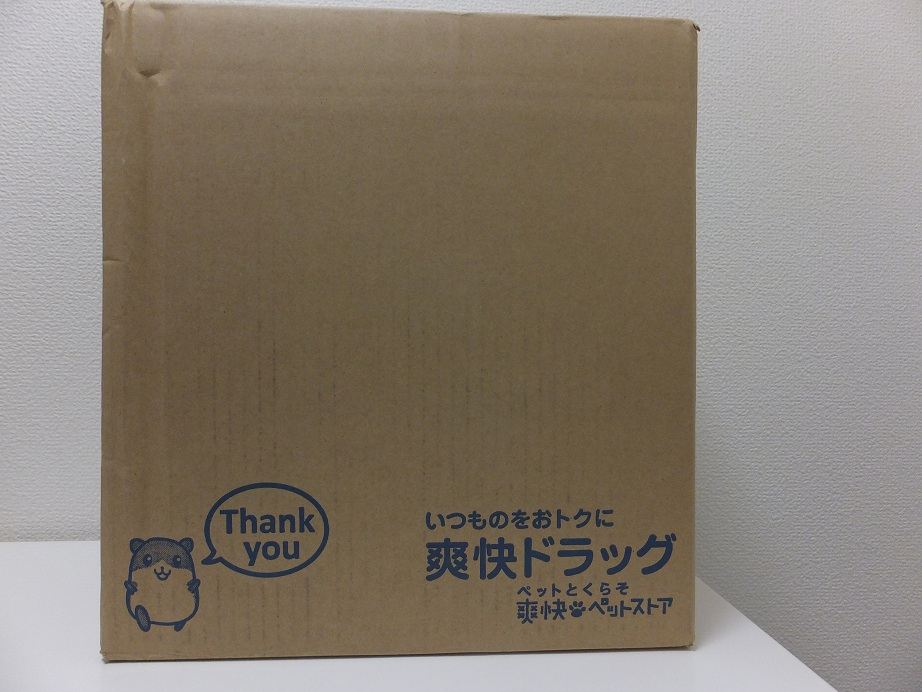 Thank
you
いつものをおトクに
爽快ドラッグ
ペットとくらそ
爽快ペットストア